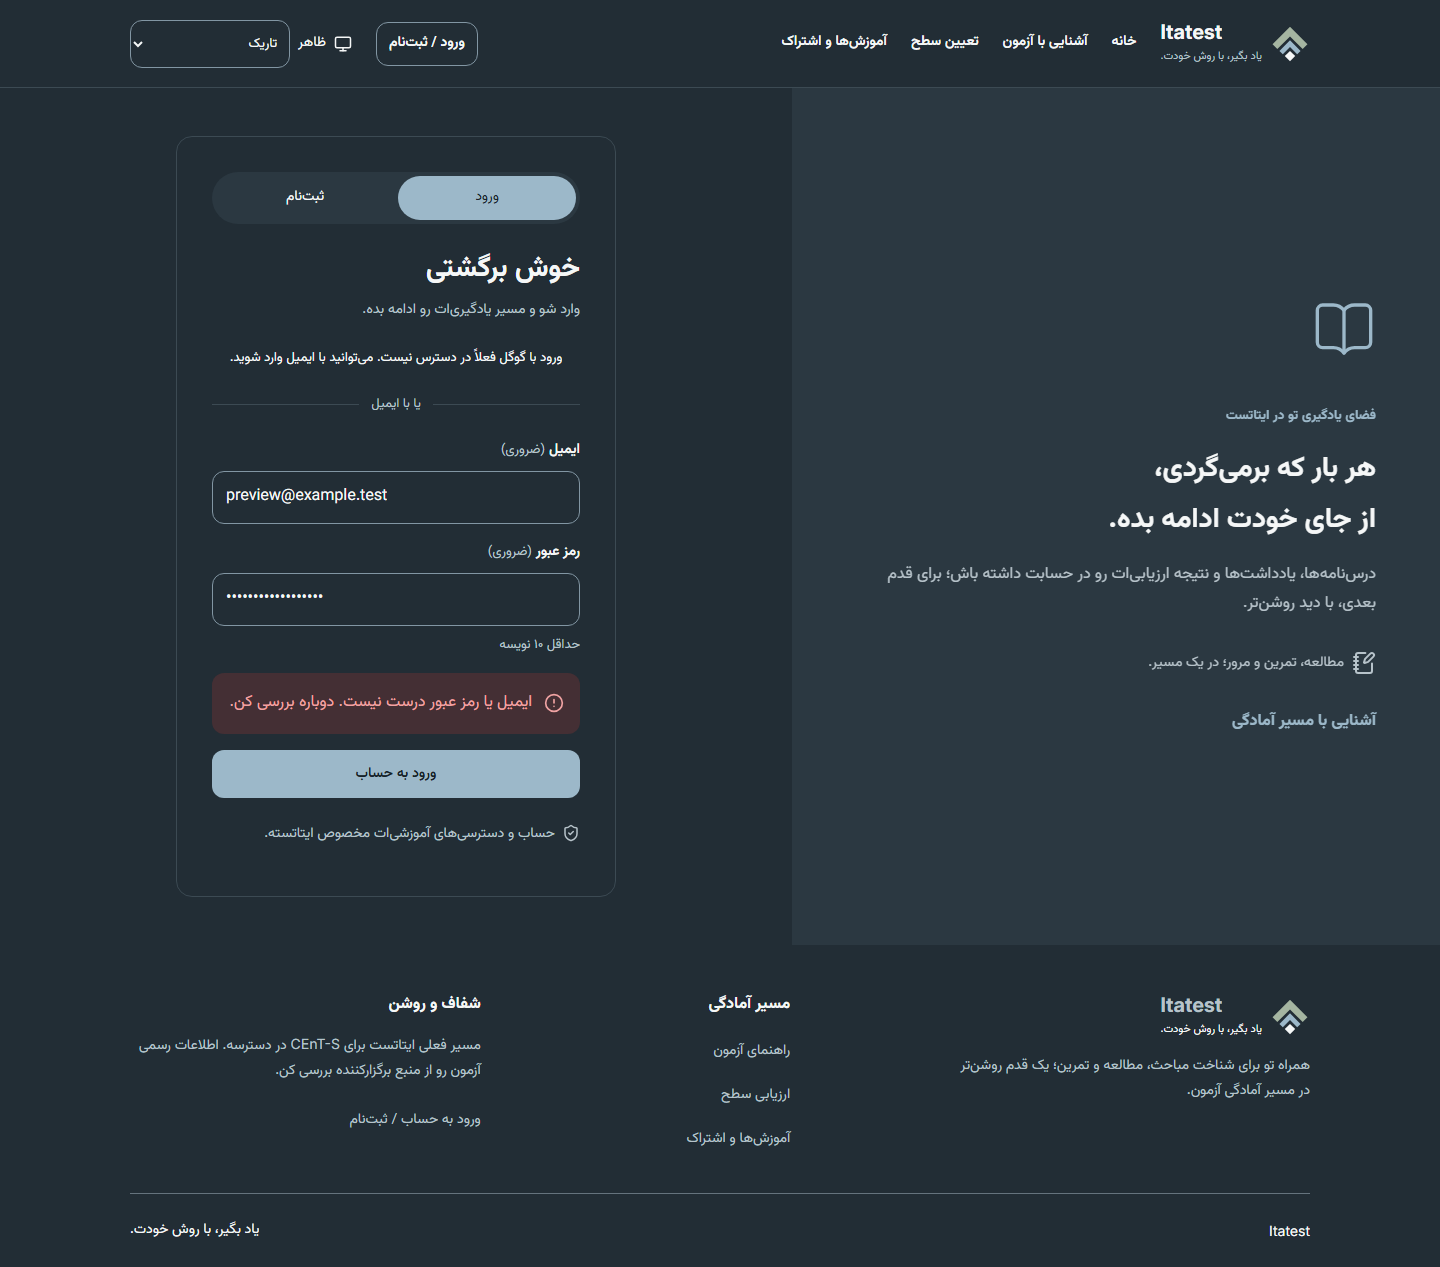 Itatest
یاد بگیر، با روش خودت.
خانه
آشنایی با آزمون
تعیین سطح
آموزش‌ها و اشتراک
ورود / ثبت‌نام
ظاهر
تاریک
فضای یادگیری تو در ایتاتست
هر بار که برمی‌گردی،
از جای خودت ادامه بده.
درس‌نامه‌ها، یادداشت‌ها و نتیجه ارزیابی‌ات رو در حسابت داشته باش؛ برای قدم
بعدی، با دید روشن‌تر.
مطالعه، تمرین و مرور؛ در یک مسیر.
آشنایی با مسیر آمادگی
ورود
ثبت‌نام
خوش برگشتی
وارد شو و مسیر یادگیری‌ات رو ادامه بده.
ورود با گوگل فعلاً در دسترس نیست. می‌توانید با ایمیل وارد شوید.
یا با ایمیل
ایمیل (ضروری)
preview@example.test
رمز عبور (ضروری)
••••••••••••••••••
حداقل ۱۰ نویسه
ایمیل یا رمز عبور درست نیست. دوباره بررسی کن.
ورود به حساب
حساب و دسترسی‌های آموزشی‌ات مخصوص ایتاتسته.
Itatest
یاد بگیر، با روش خودت.
همراه تو برای شناخت مباحث، مطالعه و تمرین؛ یک قدم روشن‌تر
در مسیر آمادگی آزمون.
مسیر آمادگی
راهنمای آزمون
ارزیابی سطح
آموزش‌ها و اشتراک
شفاف و روشن
مسیر فعلی ایتاتست برای CEnT-S در دسترسه. اطلاعات رسمی
آزمون رو از منبع برگزارکننده بررسی کن.
ورود به حساب / ثبت‌نام
Itatest
یاد بگیر، با روش خودت.